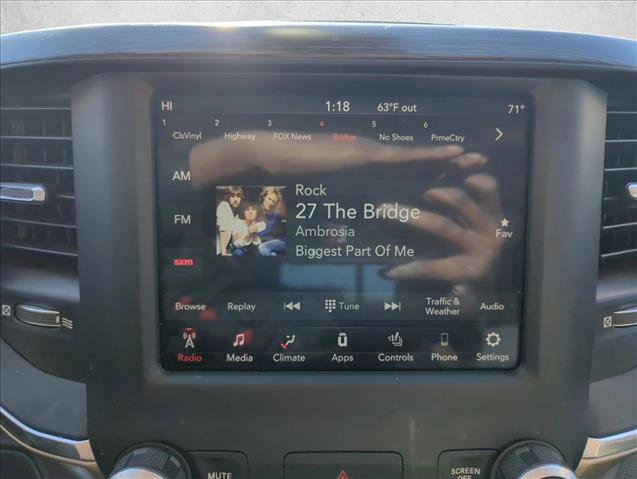 HI 1:18 63°F out 71°
1 2 3 4 5 6
ClsVinyl Highway FOX News Bridge No Shoes PrmeCtry
AM
FM
sxm
Rock
27 The Bridge
Ambrosia
Biggest Part Of Me
Fav
Browse Replay Tune Traffic & Weather Audio
Radio Media Climate Apps Controls Phone Settings
MUTE
SCREEN
OFF